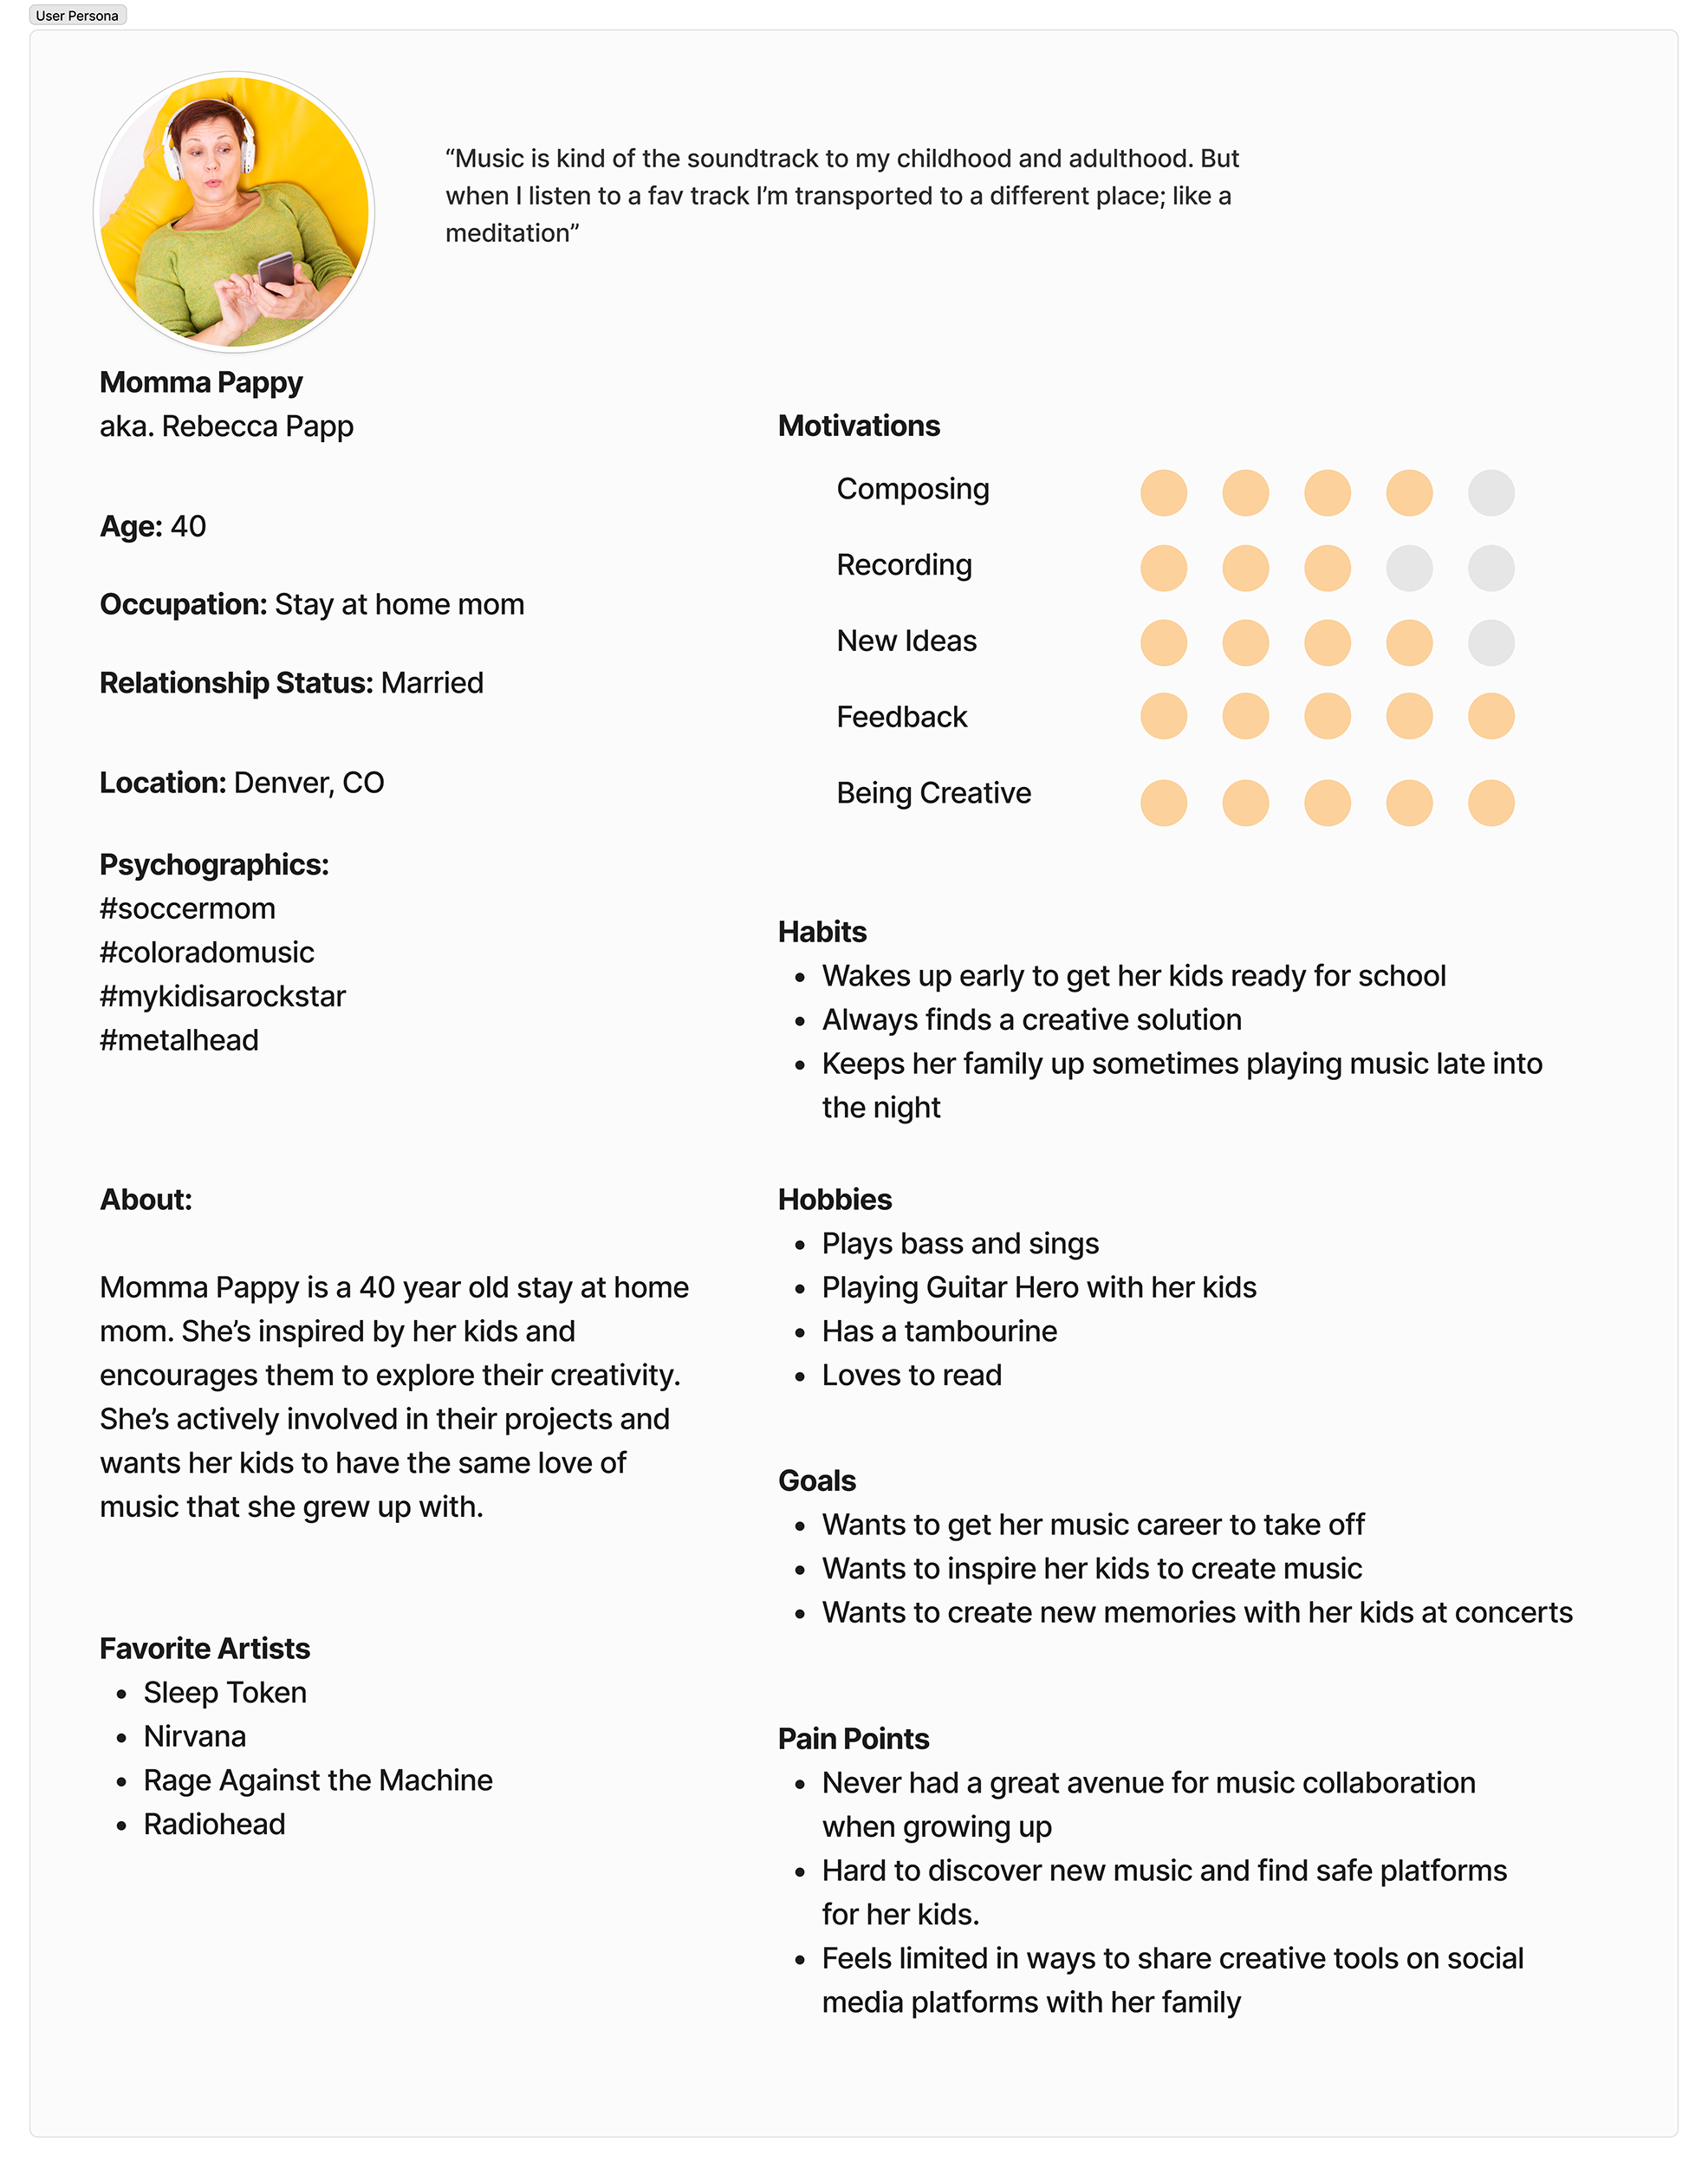 User Persona
“Music is kind of the soundtrack to my childhood and adulthood. But
when I listen to a fav track I’m transported to a different place; like a
meditation”
Momma Pappy
aka. Rebecca Papp
Age: 40
Occupation: Stay at home mom
Relationship Status: Married
Location: Denver, CO
Psychographics:
#soccermom
#coloradomusic
#mykidisarockstar
#metalhead
About:
Momma Pappy is a 40 year old stay at home
mom. She’s inspired by her kids and
encourages them to explore their creativity.
She’s actively involved in their projects and
wants her kids to have the same love of
music that she grew up with.
Favorite Artists
• Sleep Token
• Nirvana
• Rage Against the Machine
• Radiohead
Motivations
Composing
Recording
New Ideas
Feedback
Being Creative
Habits
• Wakes up early to get her kids ready for school
• Always finds a creative solution
• Keeps her family up sometimes playing music late into
the night
Hobbies
• Plays bass and sings
• Playing Guitar Hero with her kids
• Has a tambourine
• Loves to read
Goals
• Wants to get her music career to take off
• Wants to inspire her kids to create music
• Wants to create new memories with her kids at concerts
Pain Points
• Never had a great avenue for music collaboration
when growing up
• Hard to discover new music and find safe platforms
for her kids.
• Feels limited in ways to share creative tools on social
media platforms with her family